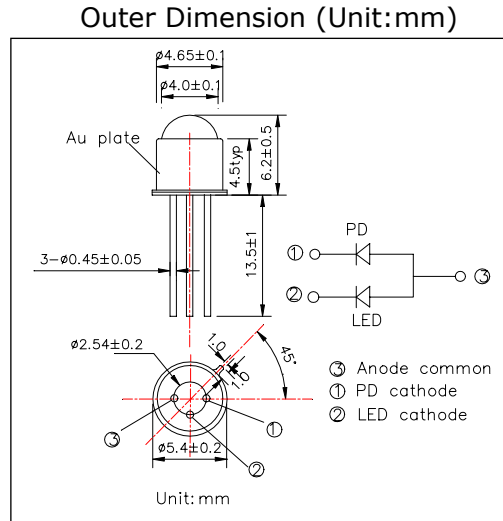 Outer Dimension (Unit:mm)
ø4.65±0.1
ø4.0±0.1
Au plate
4.5typ
6.2±0.5
13.5±1
3-ø0.45±0.05
PD
① ③
②
LED
ø2.54±0.2
1.0
1.0
45°
③ Anode common
① PD cathode
② LED cathode
③ ①
②
ø5.4±0.2
Unit:mm